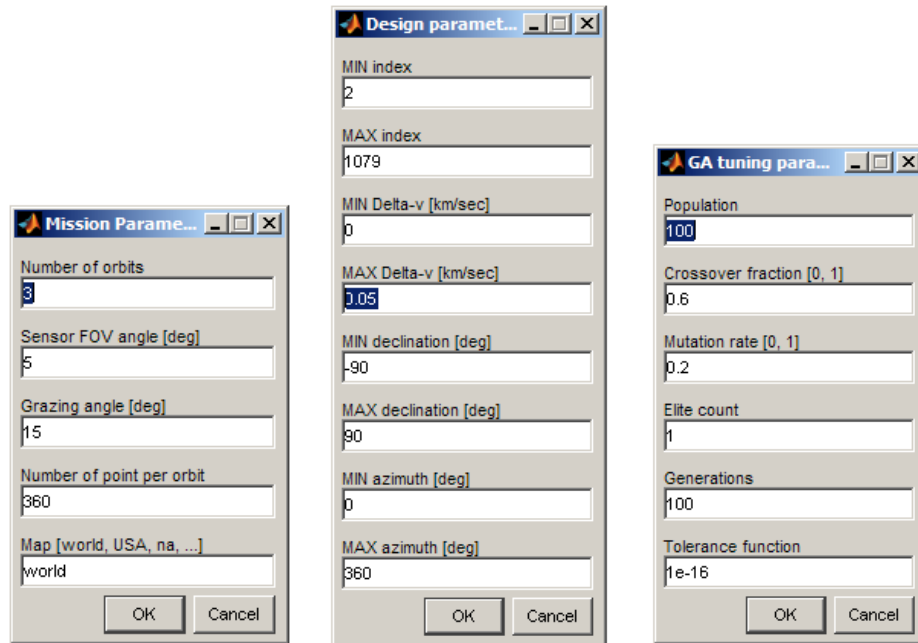 Mission Parame...
Number of orbits
3
Sensor FOV angle [deg]
5
Grazing angle [deg]
15
Number of point per orbit
360
Map [world, USA, na, ...]
world
OK
Cancel
Design paramet...
MIN index
2
MAX index
1079
MIN Delta-v [km/sec]
0
MAX Delta-v [km/sec]
0.05
MIN declination [deg]
-90
MAX declination [deg]
90
MIN azimuth [deg]
0
MAX azimuth [deg]
360
OK
Cancel
GA tuning para...
Population
100
Crossover fraction [0, 1]
0.6
Mutation rate [0, 1]
0.2
Elite count
1
Generations
100
Tolerance function
1e-16
OK
Cancel